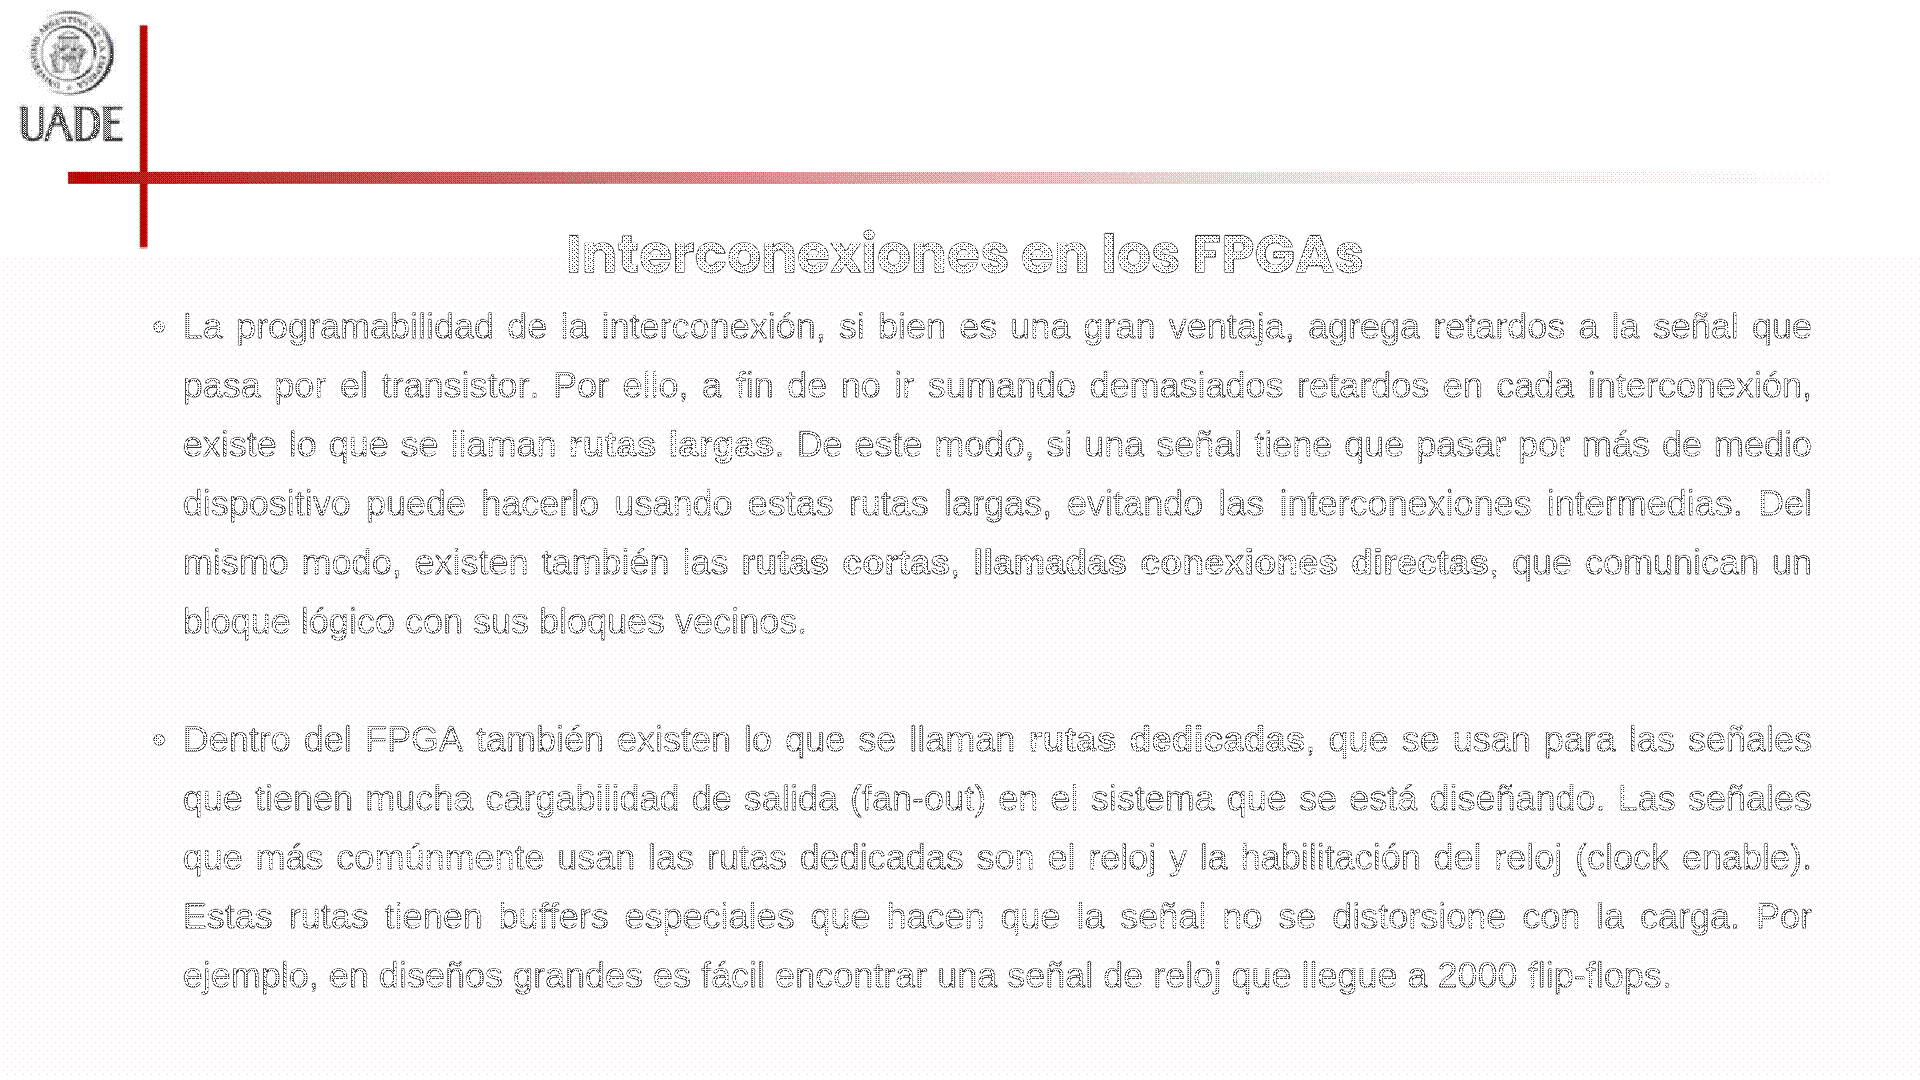 UNIVERSIDAD ARGENTINA DE LA EMPRESA
UADE
Interconexiones en los FPGAs
• La programabilidad de la interconexión, si bien es una gran ventaja, agrega retardos a la señal que
pasa por el transistor. Por ello, a fin de no ir sumando demasiados retardos en cada interconexión,
existe lo que se llaman rutas largas. De este modo, si una señal tiene que pasar por más de medio
dispositivo puede hacerlo usando estas rutas largas, evitando las interconexiones intermedias. Del
mismo modo, existen también las rutas cortas, llamadas conexiones directas, que comunican un
bloque lógico con sus bloques vecinos.
• Dentro del FPGA también existen lo que se llaman rutas dedicadas, que se usan para las señales
que tienen mucha cargabilidad de salida (fan-out) en el sistema que se está diseñando. Las señales
que más comúnmente usan las rutas dedicadas son el reloj y la habilitación del reloj (clock enable).
Estas rutas tienen buffers especiales que hacen que la señal no se distorsione con la carga. Por
ejemplo, en diseños grandes es fácil encontrar una señal de reloj que llegue a 2000 flip-flops.